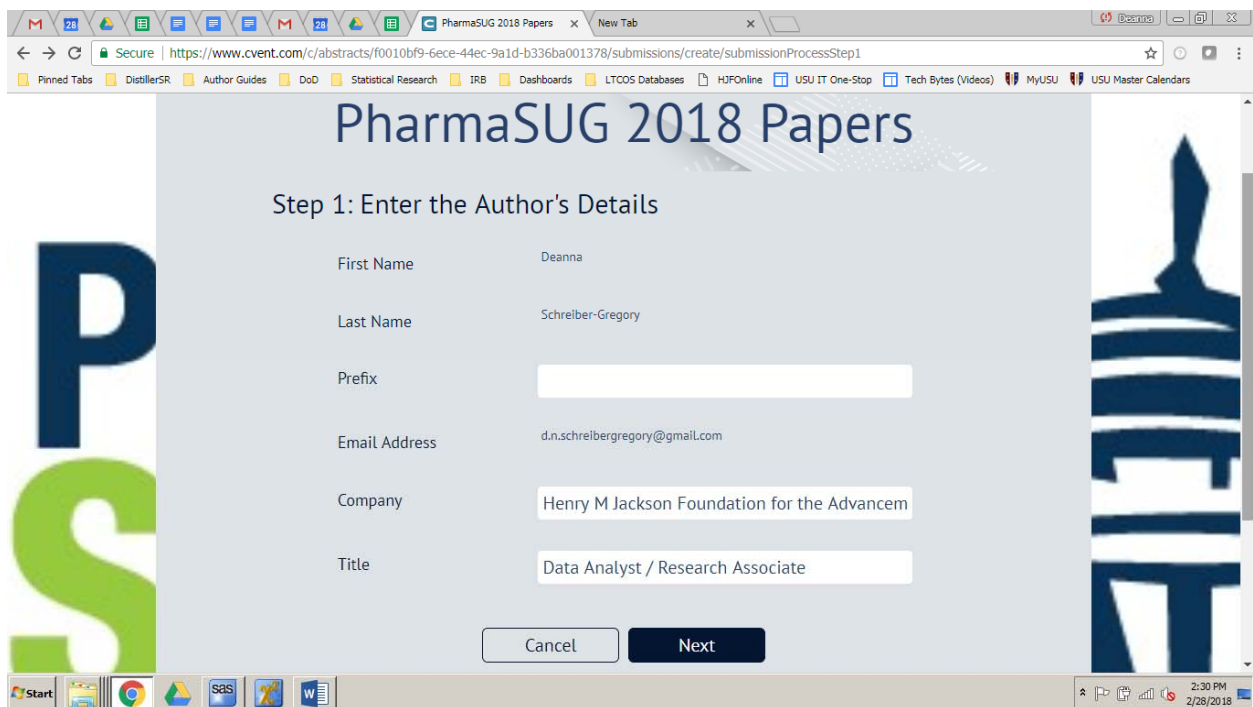 28
28
PharmaSUG 2018 Papers
New Tab
Deanna
Secure | https://www.cvent.com/c/abstracts/f0010bf9-6ece-44ec-9a1d-b336ba001378/submissions/create/submissionProcessStep1
Pinned Tabs DistillerSR Author Guides DoD Statistical Research IRB Dashboards LTCOS Databases HJFOnline USU IT One-Stop Tech Bytes (Videos) MyUSU USU Master Calendars
PharmaSUG 2018 Papers
Step 1: Enter the Author's Details
First Name Deanna
Last Name Schreiber-Gregory
Prefix
Email Address d.n.schreibergregory@gmail.com
Company Henry M Jackson Foundation for the Advancem
Title Data Analyst / Research Associate
Cancel Next
P
S
Start
sas
2:30 PM
2/28/2018